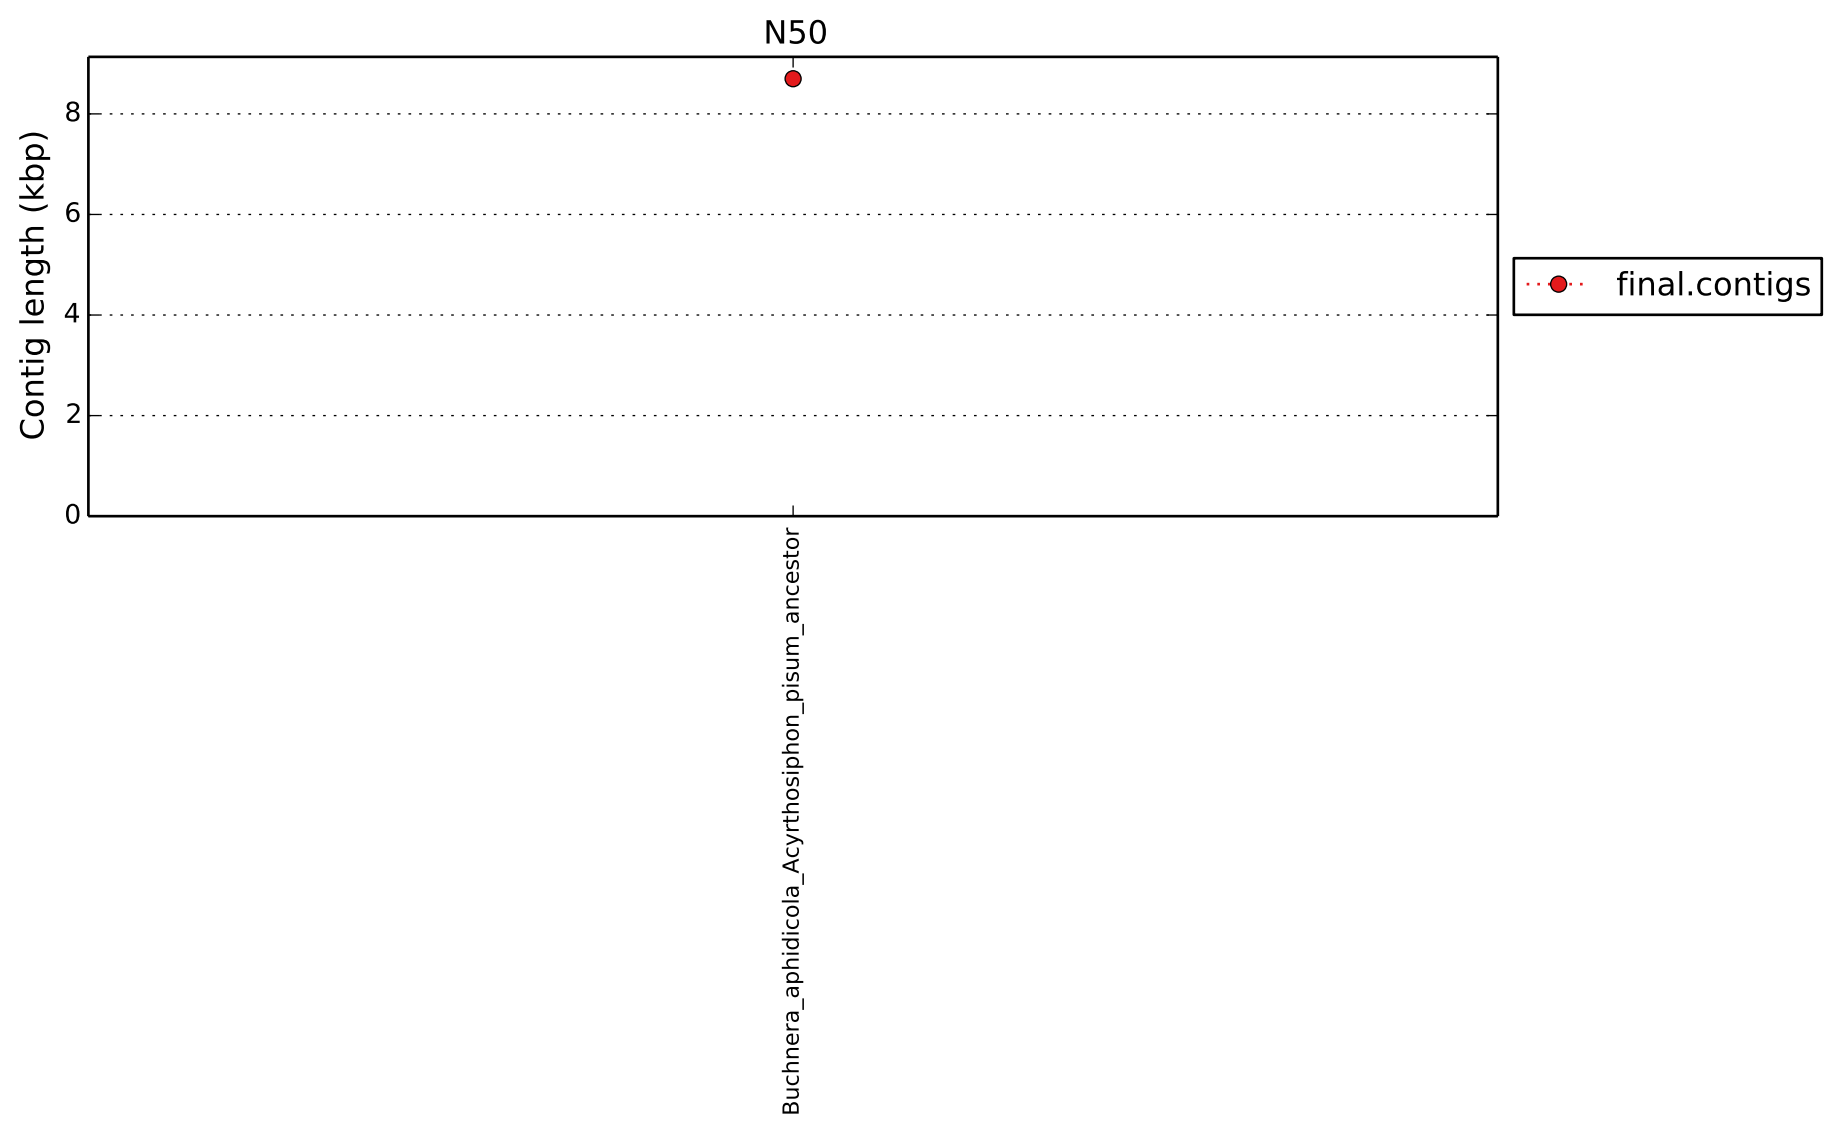 N50
Contig length (kbp)
8
6
4
2
0
final.contigs
Buchnera_aphidicola_Acyrthosiphon_pisum_ancestor